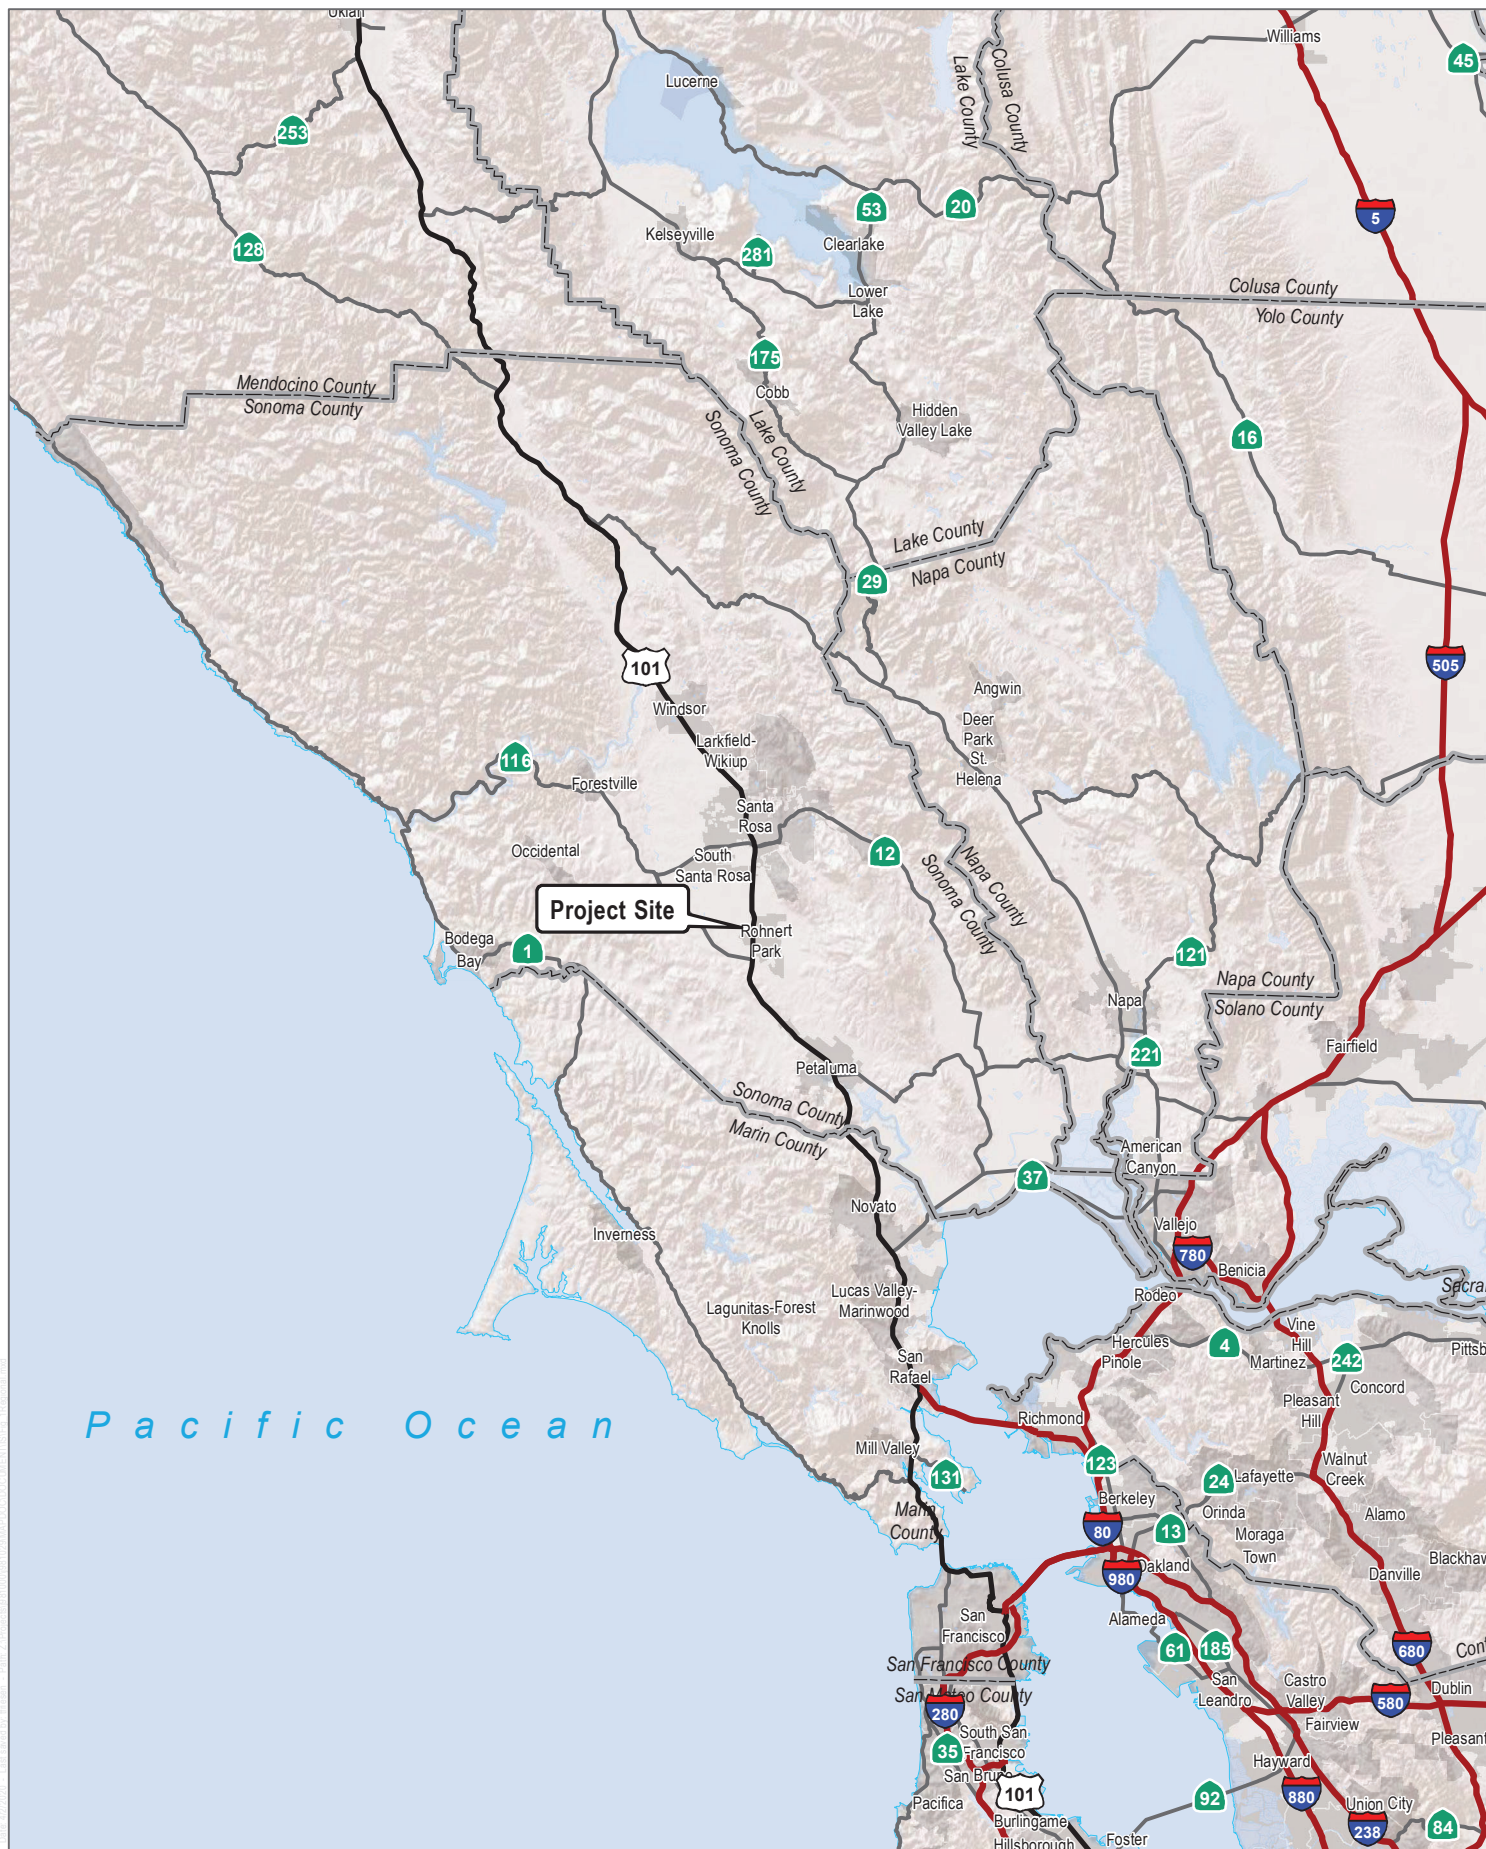 Ukiah
Williams
45
Lucerne
Lake County
Colusa County
253
53
20
5
128
Kelseyville
281
Clearlake
Lower
Lake
Colusa County
Yolo County
175
Cobb
Mendocino County
Sonoma County
Hidden
Valley Lake
Lake County
Sonoma County
16
Lake County
Napa County
29
101
505
Angwin
Windsor
Deer
Park
St.
Helena
Larkfield-
Wikiup
116
Forestville
Santa
Rosa
12
Occidental
South
Santa Rosa
Napa County
Sonoma County
Project Site
Rohnert
Park
Bodega
Bay
1
121
Napa County
Solano County
Napa
221
Fairfield
Petaluma
Sonoma County
Marin County
American
Canyon
37
Novato
Vallejo
Inverness
780
Benicia
Lucas Valley-
Marinwood
Rodeo
Sacra
Lagunitas-Forest
Knolls
Vine
Hill
Hercules
Pinole
4
Martinez
242
Pittsb
San
Rafael
Concord
Pleasant
Hill
Pacific Ocean
Richmond
Mill Valley
131
123
24
Lafayette
Walnut
Creek
Berkeley
Orinda
Marin
County
80
13
Alamo
Moraga
Town
Oakland
Blackhaw
980
Danville
Alameda
San
Francisco
61
185
680
Cont
San Francisco County
San Mateo County
San
Leandro
Castro
Valley
580
Dublin
280
Fairview
Pleasant
South San
Francisco
35
Hayward
San Bruno
101
880
Pacifica
92
Union City
Burlingame
238
84
Hillsborough
Foster